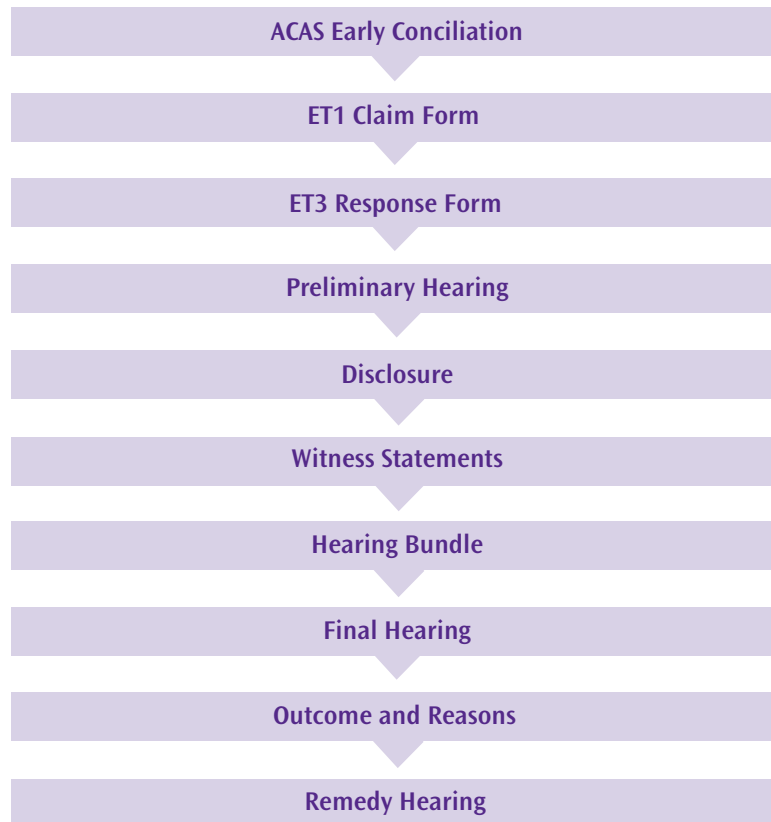 ACAS Early Conciliation
ET1 Claim Form
ET3 Response Form
Preliminary Hearing
Disclosure
Witness Statements
Hearing Bundle
Final Hearing
Outcome and Reasons
Remedy Hearing